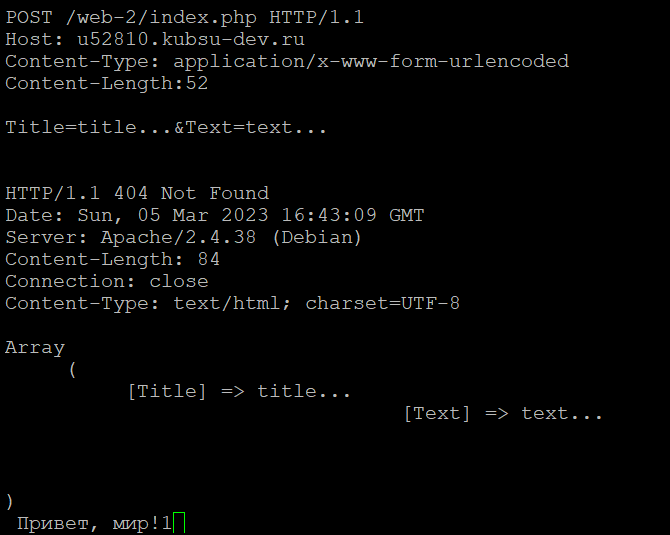 POST /web-2/index.php HTTP/1.1
Host: u52810.kubsu-dev.ru
Content-Type: application/x-www-form-urlencoded
Content-Length:52
Title=title...&Text=text...
HTTP/1.1 404 Not Found
Date: Sun, 05 Mar 2023 16:43:09 GMT
Server: Apache/2.4.38 (Debian)
Content-Length: 84
Connection: close
Content-Type: text/html; charset=UTF-8
Array
(
[Title] => title...
[Text] => text...
)
Привет, мир!1